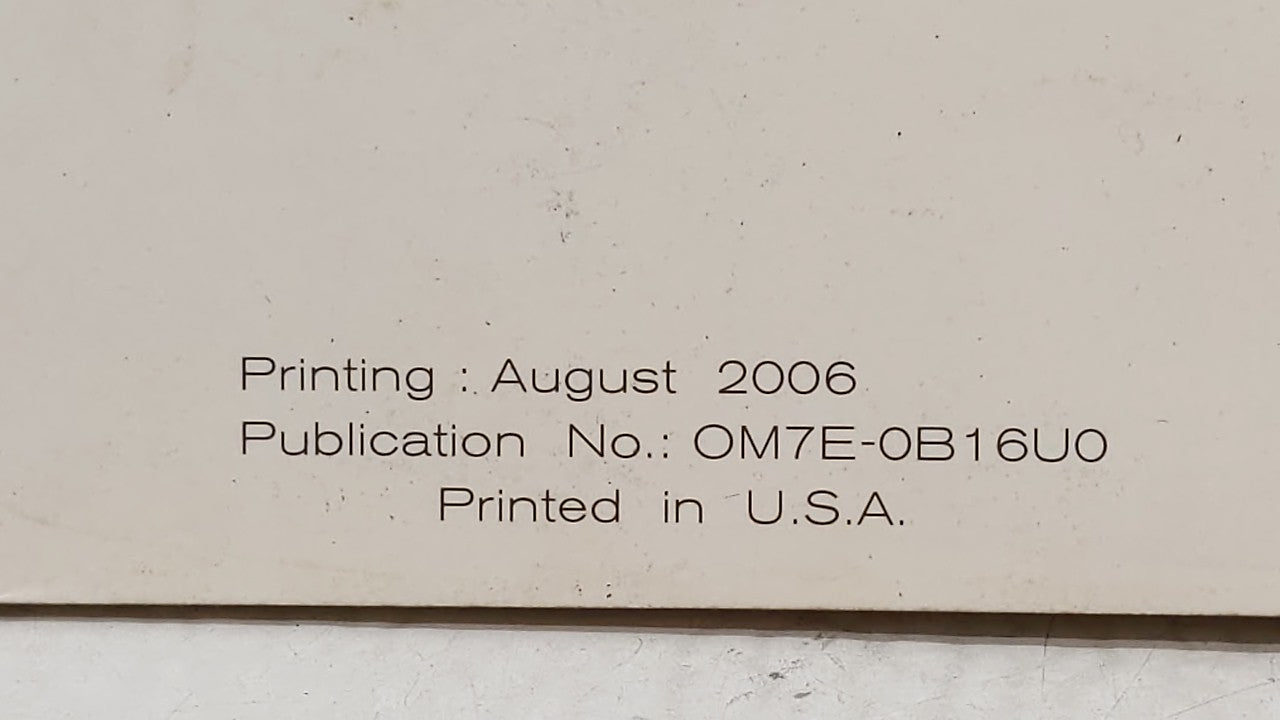 Printing : August 2006
Publication No.: OM7E-0B16U0
Printed in U.S.A.